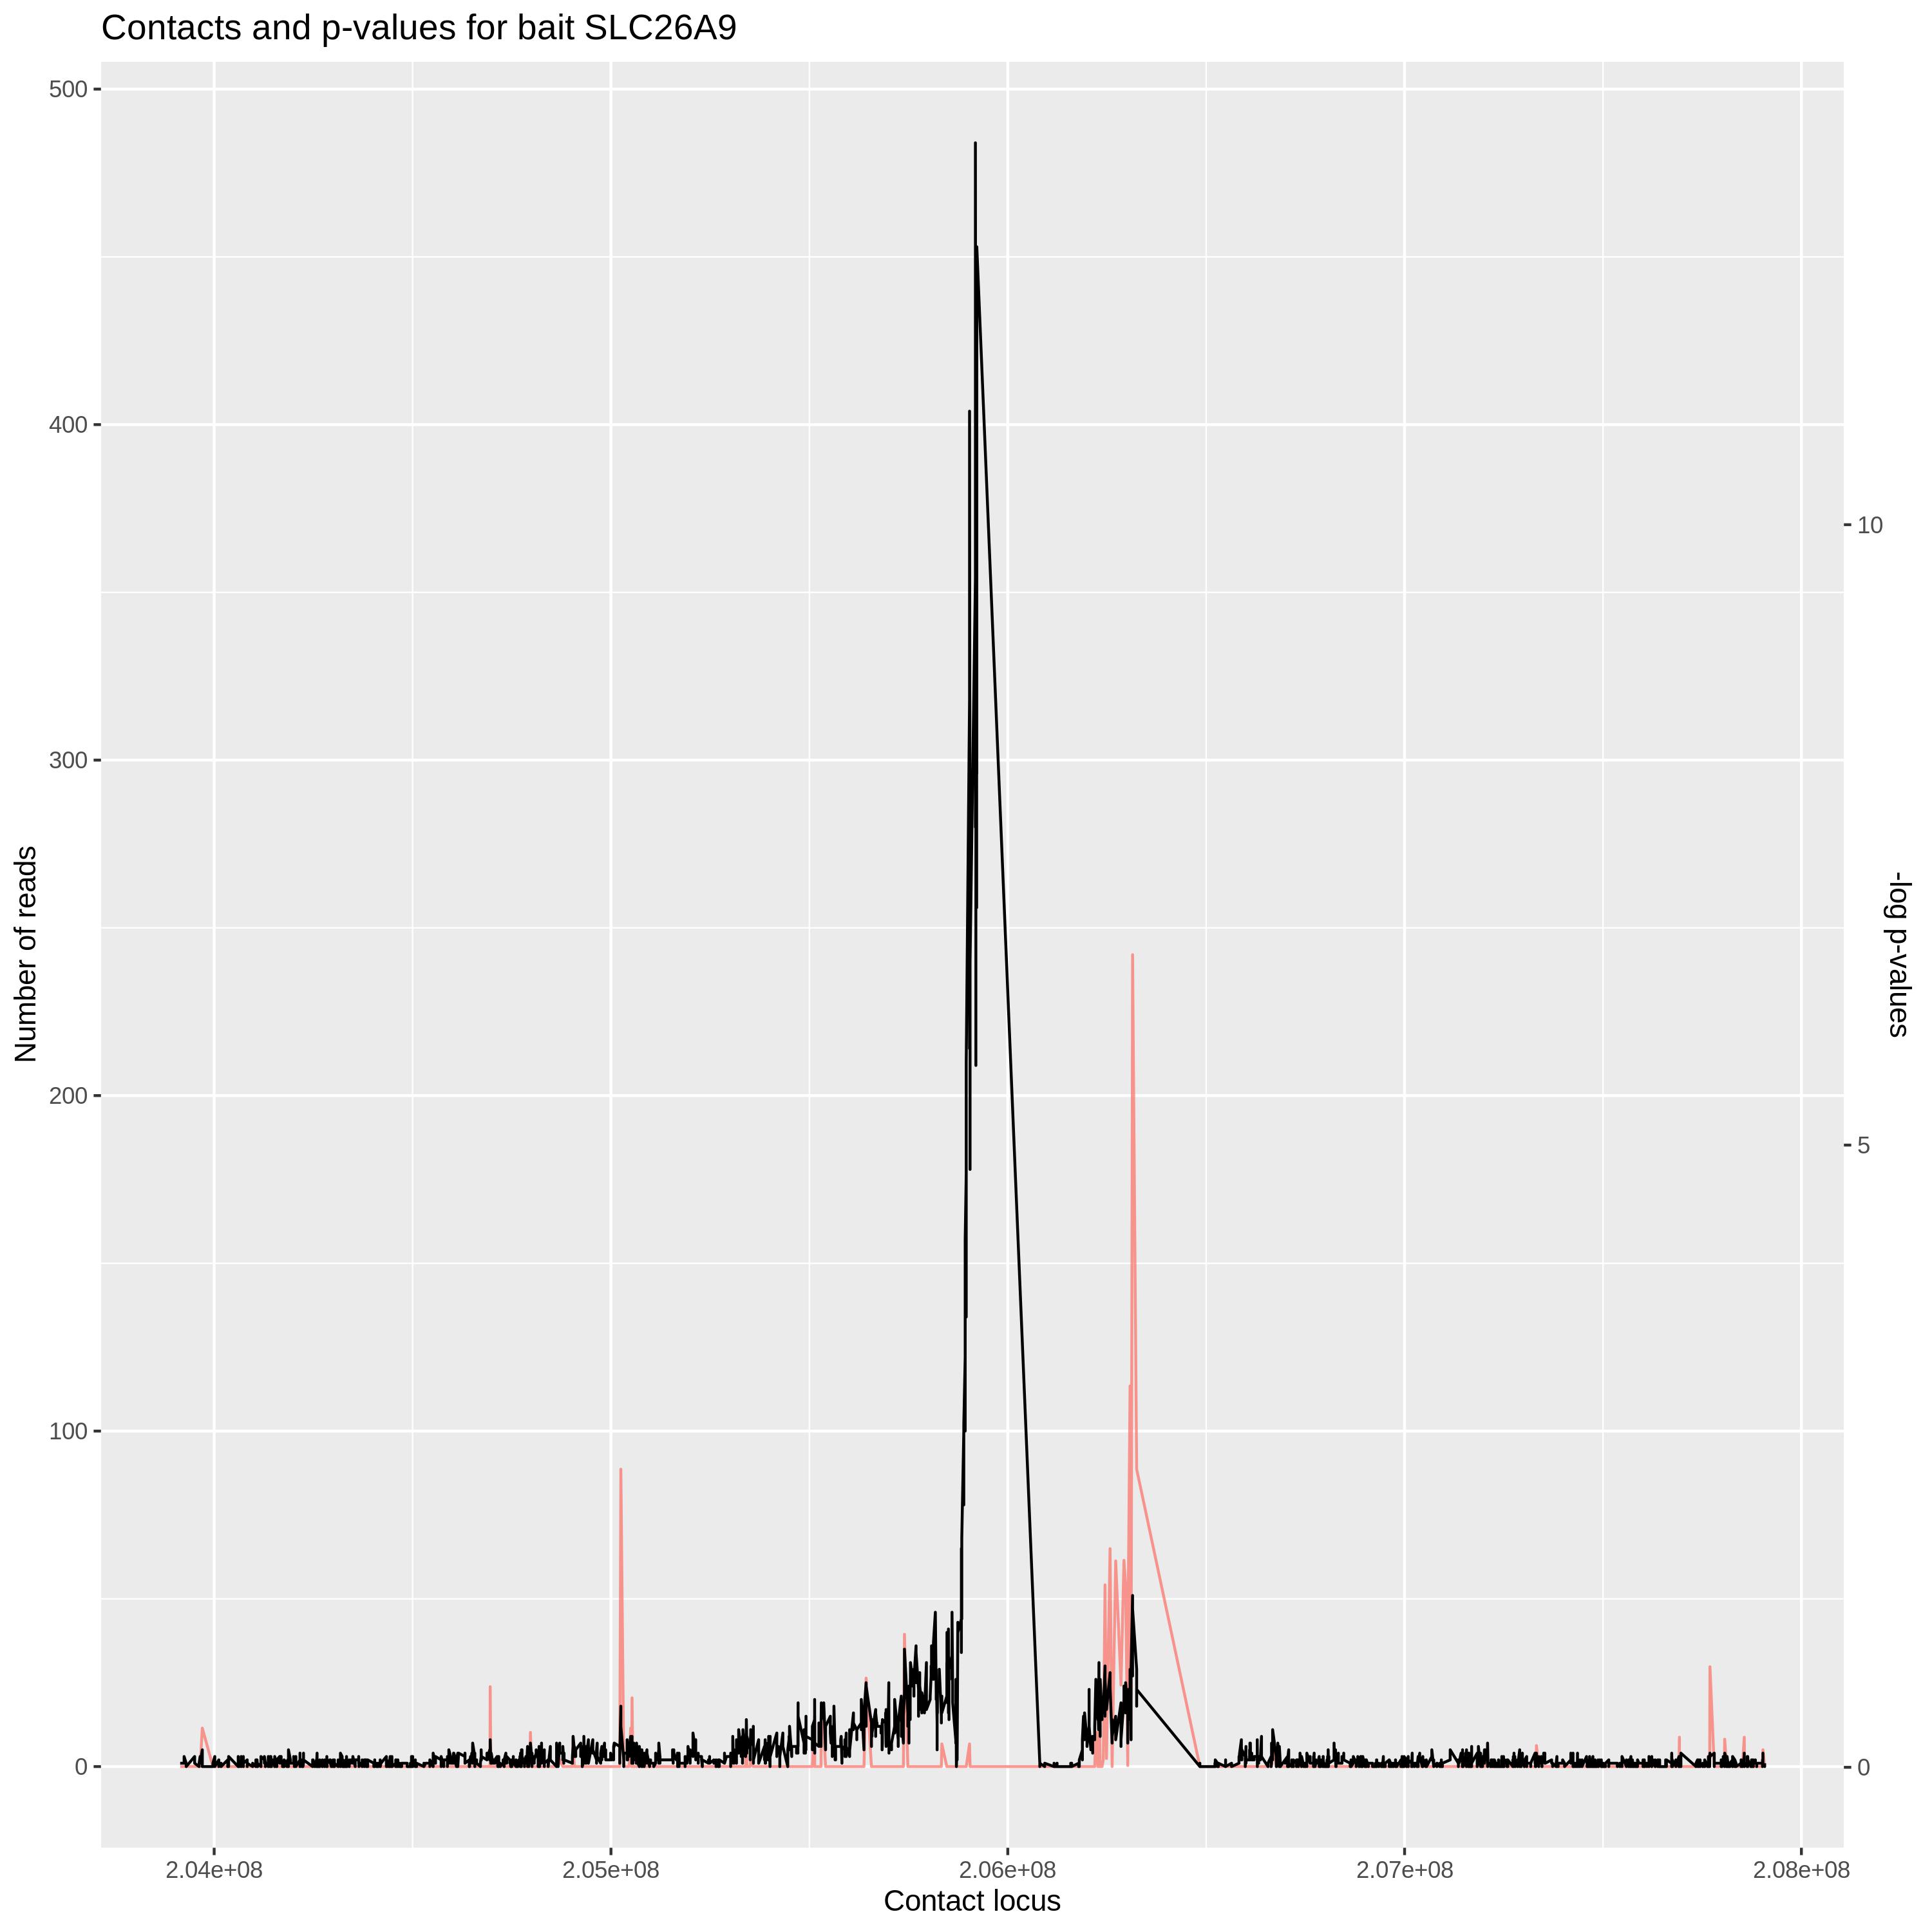 Contacts and p-values for bait SLC26A9
500
400
300
200
100
0
Number of reads
10
5
0
-log p-values
2.04e+08
2.05e+08
2.06e+08
2.07e+08
2.08e+08
Contact locus